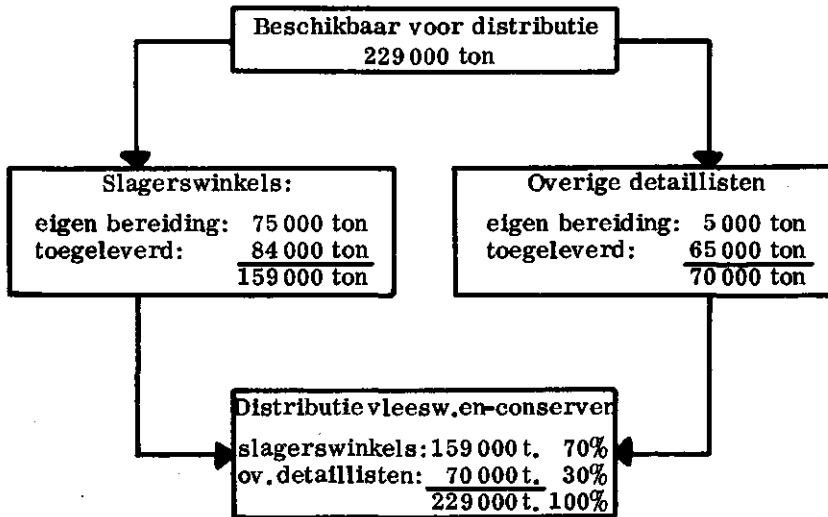 Beschikbaar voor distributie
229 000 ton
Slagerswinkels:
eigen bereiding: 75 000 ton
toegeleverd: 84 000 ton
159 000 ton
Overige detaillisten
eigen bereiding: 5 000 ton
toegeleverd: 65 000 ton
70 000 ton
Distributie vleesw.en-conserven
slagerswinkels: 159 000 t. 70%
ov. detaillisten: 70 000 t. 30%
229 000 t. 100%